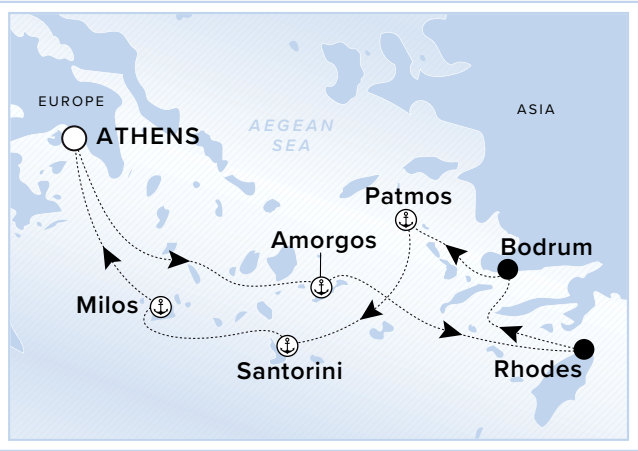 EUROPE
ATHENS
AEGEAN
SEA
ASIA
Patmos
Amorgos
Bodrum
Milos
Santorini
Rhodes